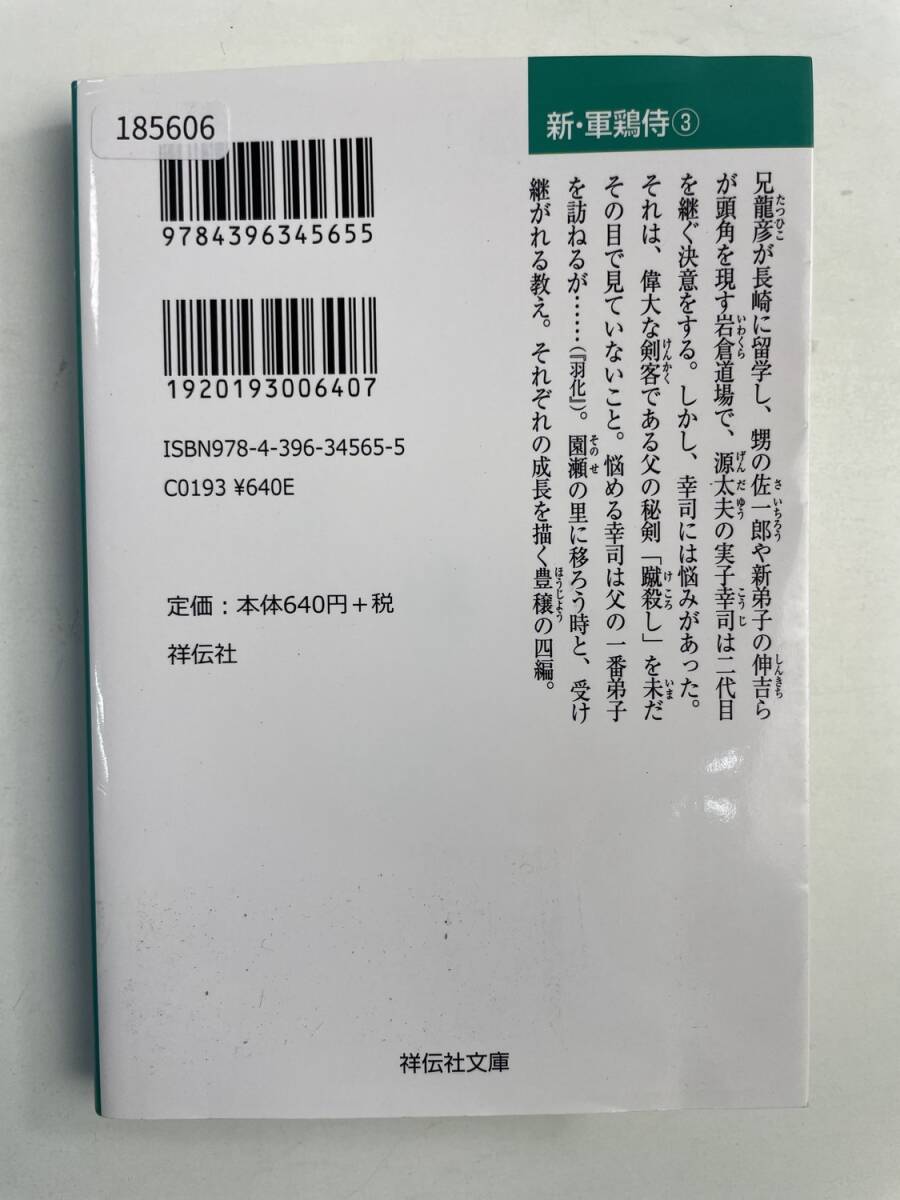 185606
9784396345655
1920193006407
ISBN978-4-396-34565-5
C0193 ¥640E
定価：本体640円＋税
祥伝社
新・軍鶏侍③
兄龍彦が長崎に留学し、甥の佐一郎や新弟子の伸吉ら
が頭角を現す岩倉道場で、源太夫の実子幸司は二代目
を継ぐ決意をする。しかし、幸司には悩みがあった。
それは、偉大な剣客である父の秘剣「蹴殺し」を未だ
その目で見ていないこと。悩める幸司は父の一番弟子
を訪ねるが……（『羽化』）。園瀬の里に移ろう時と、受け
継がれる教え。それぞれの成長を描く豊穣の四編。
祥伝社文庫